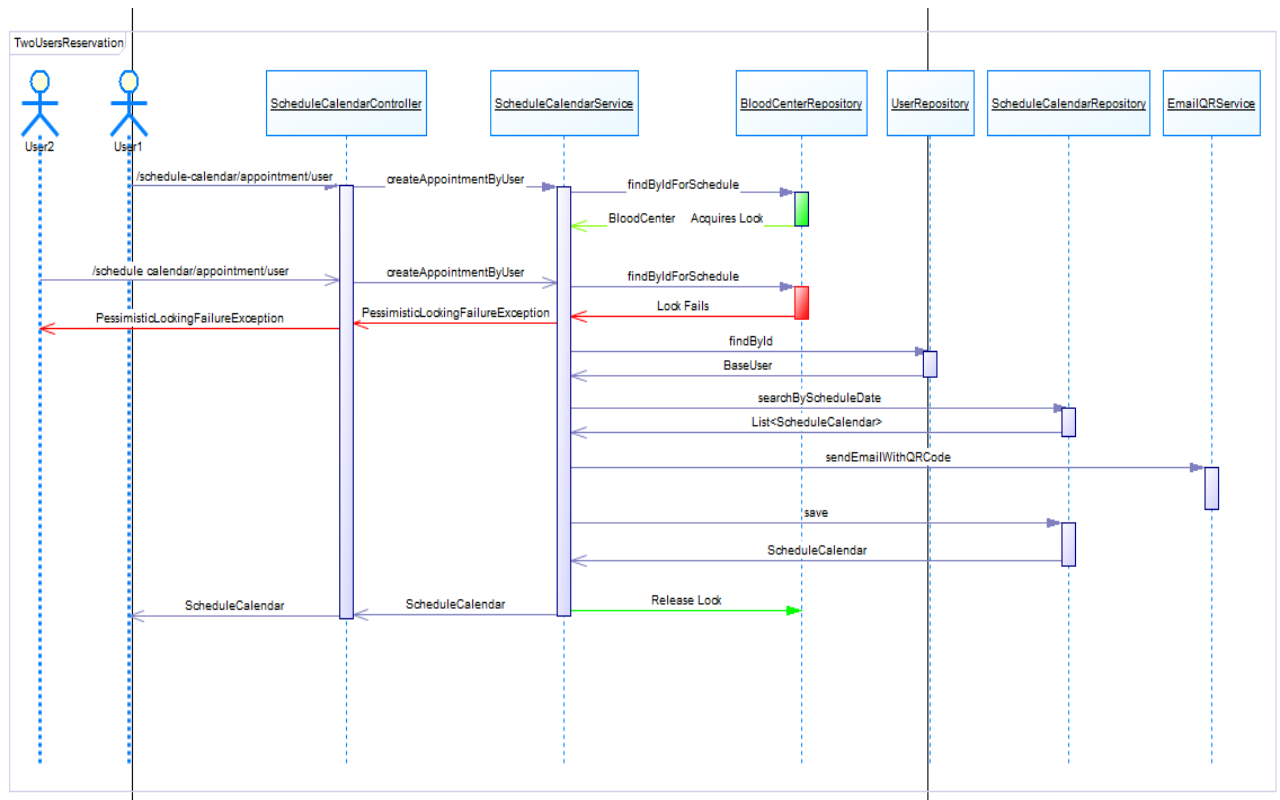 TwoUsersReservation
ScheduleCalendarController
ScheduleCalendarService
BloodCenterRepository
UserRepository
ScheduleCalendarRepository
EmailQRService
User2
User1
/schedule-calendar/appointment/user
createAppointmentByUser
findByIdForSchedule
BloodCenter Acquires Lock
/schedule calendar/appointment/user
createAppointmentByUser
findByIdForSchedule
Lock Fails
PessimisticLockingFailureException
PessimisticLockingFailureException
findById
BaseUser
searchByScheduleDate
List<ScheduleCalendar>
sendEmailWithQRCode
save
ScheduleCalendar
Release Lock
ScheduleCalendar
ScheduleCalendar